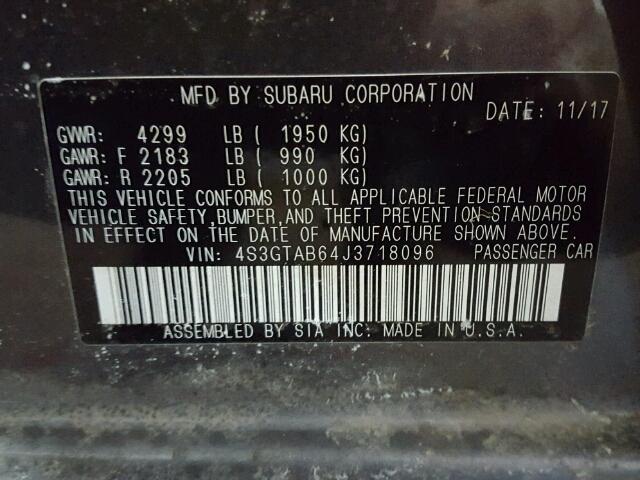 MFD BY SUBARU CORPORATION
DATE: 11/17
GVWR: 4299 LB ( 1950 KG)
GAWR: F 2183 LB ( 990 KG)
GAWR: R 2205 LB ( 1000 KG)
THIS VEHICLE CONFORMS TO ALL APPLICABLE FEDERAL MOTOR
VEHICLE SAFETY,BUMPER,AND THEFT PREVENTION STANDARDS
IN EFFECT ON THE DATE OF MANUFACTURE SHOWN ABOVE.
VIN: 4S3GTAB64J3718096 PASSENGER CAR
ASSEMBLED BY SIA INC. MADE IN U.S.A.